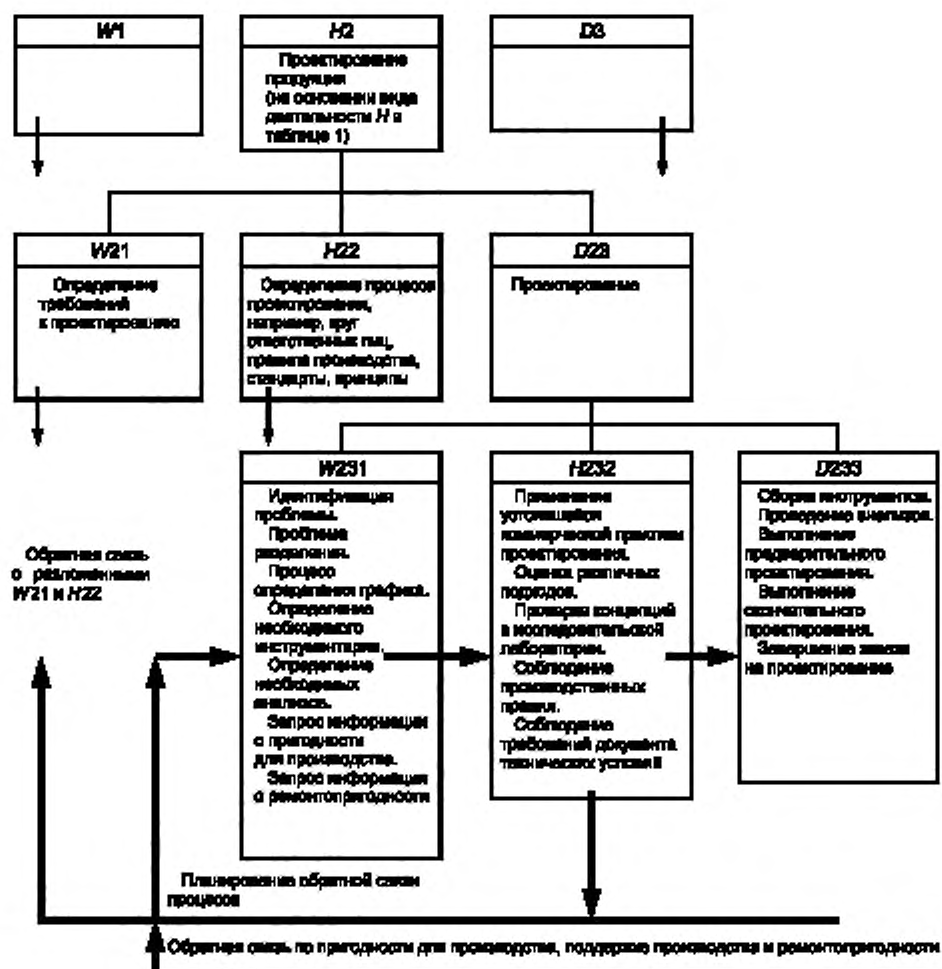 W1
H2
D3
Проектирование
продукции
(на основании вида
деятельности H в
таблице 1)
W21
H22
D23
Определение
требований
к проектированию
Определение процесса
проектирования,
например, круг
ответственных лиц,
правила производства,
стандарты, принципы
Проектирование
W231
H232
D233
Идентификация
проблемы.
Проблема
разделения.
Процесс
определения графика.
Определение
необходимого
инструментария.
Определение
необходимых
анализов.
Запрос информации
о пригодности
для производства.
Запрос информации
о ремонтопригодности
Применение
устоявшейся
коммерческой практики
проектирования.
Оценка различных
подходов.
Проверка концепций
в исследовательской
лаборатории.
Соблюдение
производственных
правил.
Соблюдение
требований документа
технических условий
Сборка инструментов.
Проведение анализов.
Выполнение
предварительного
проектирования.
Выполнение
окончательного
проектирования.
Завершение заказа
на проектирование
Обратная связь
с разложенными
W21 и H22
Планирование обратной связи
процесса
Обратная связь по пригодности для производства, поддержке производства и ремонтопригодности